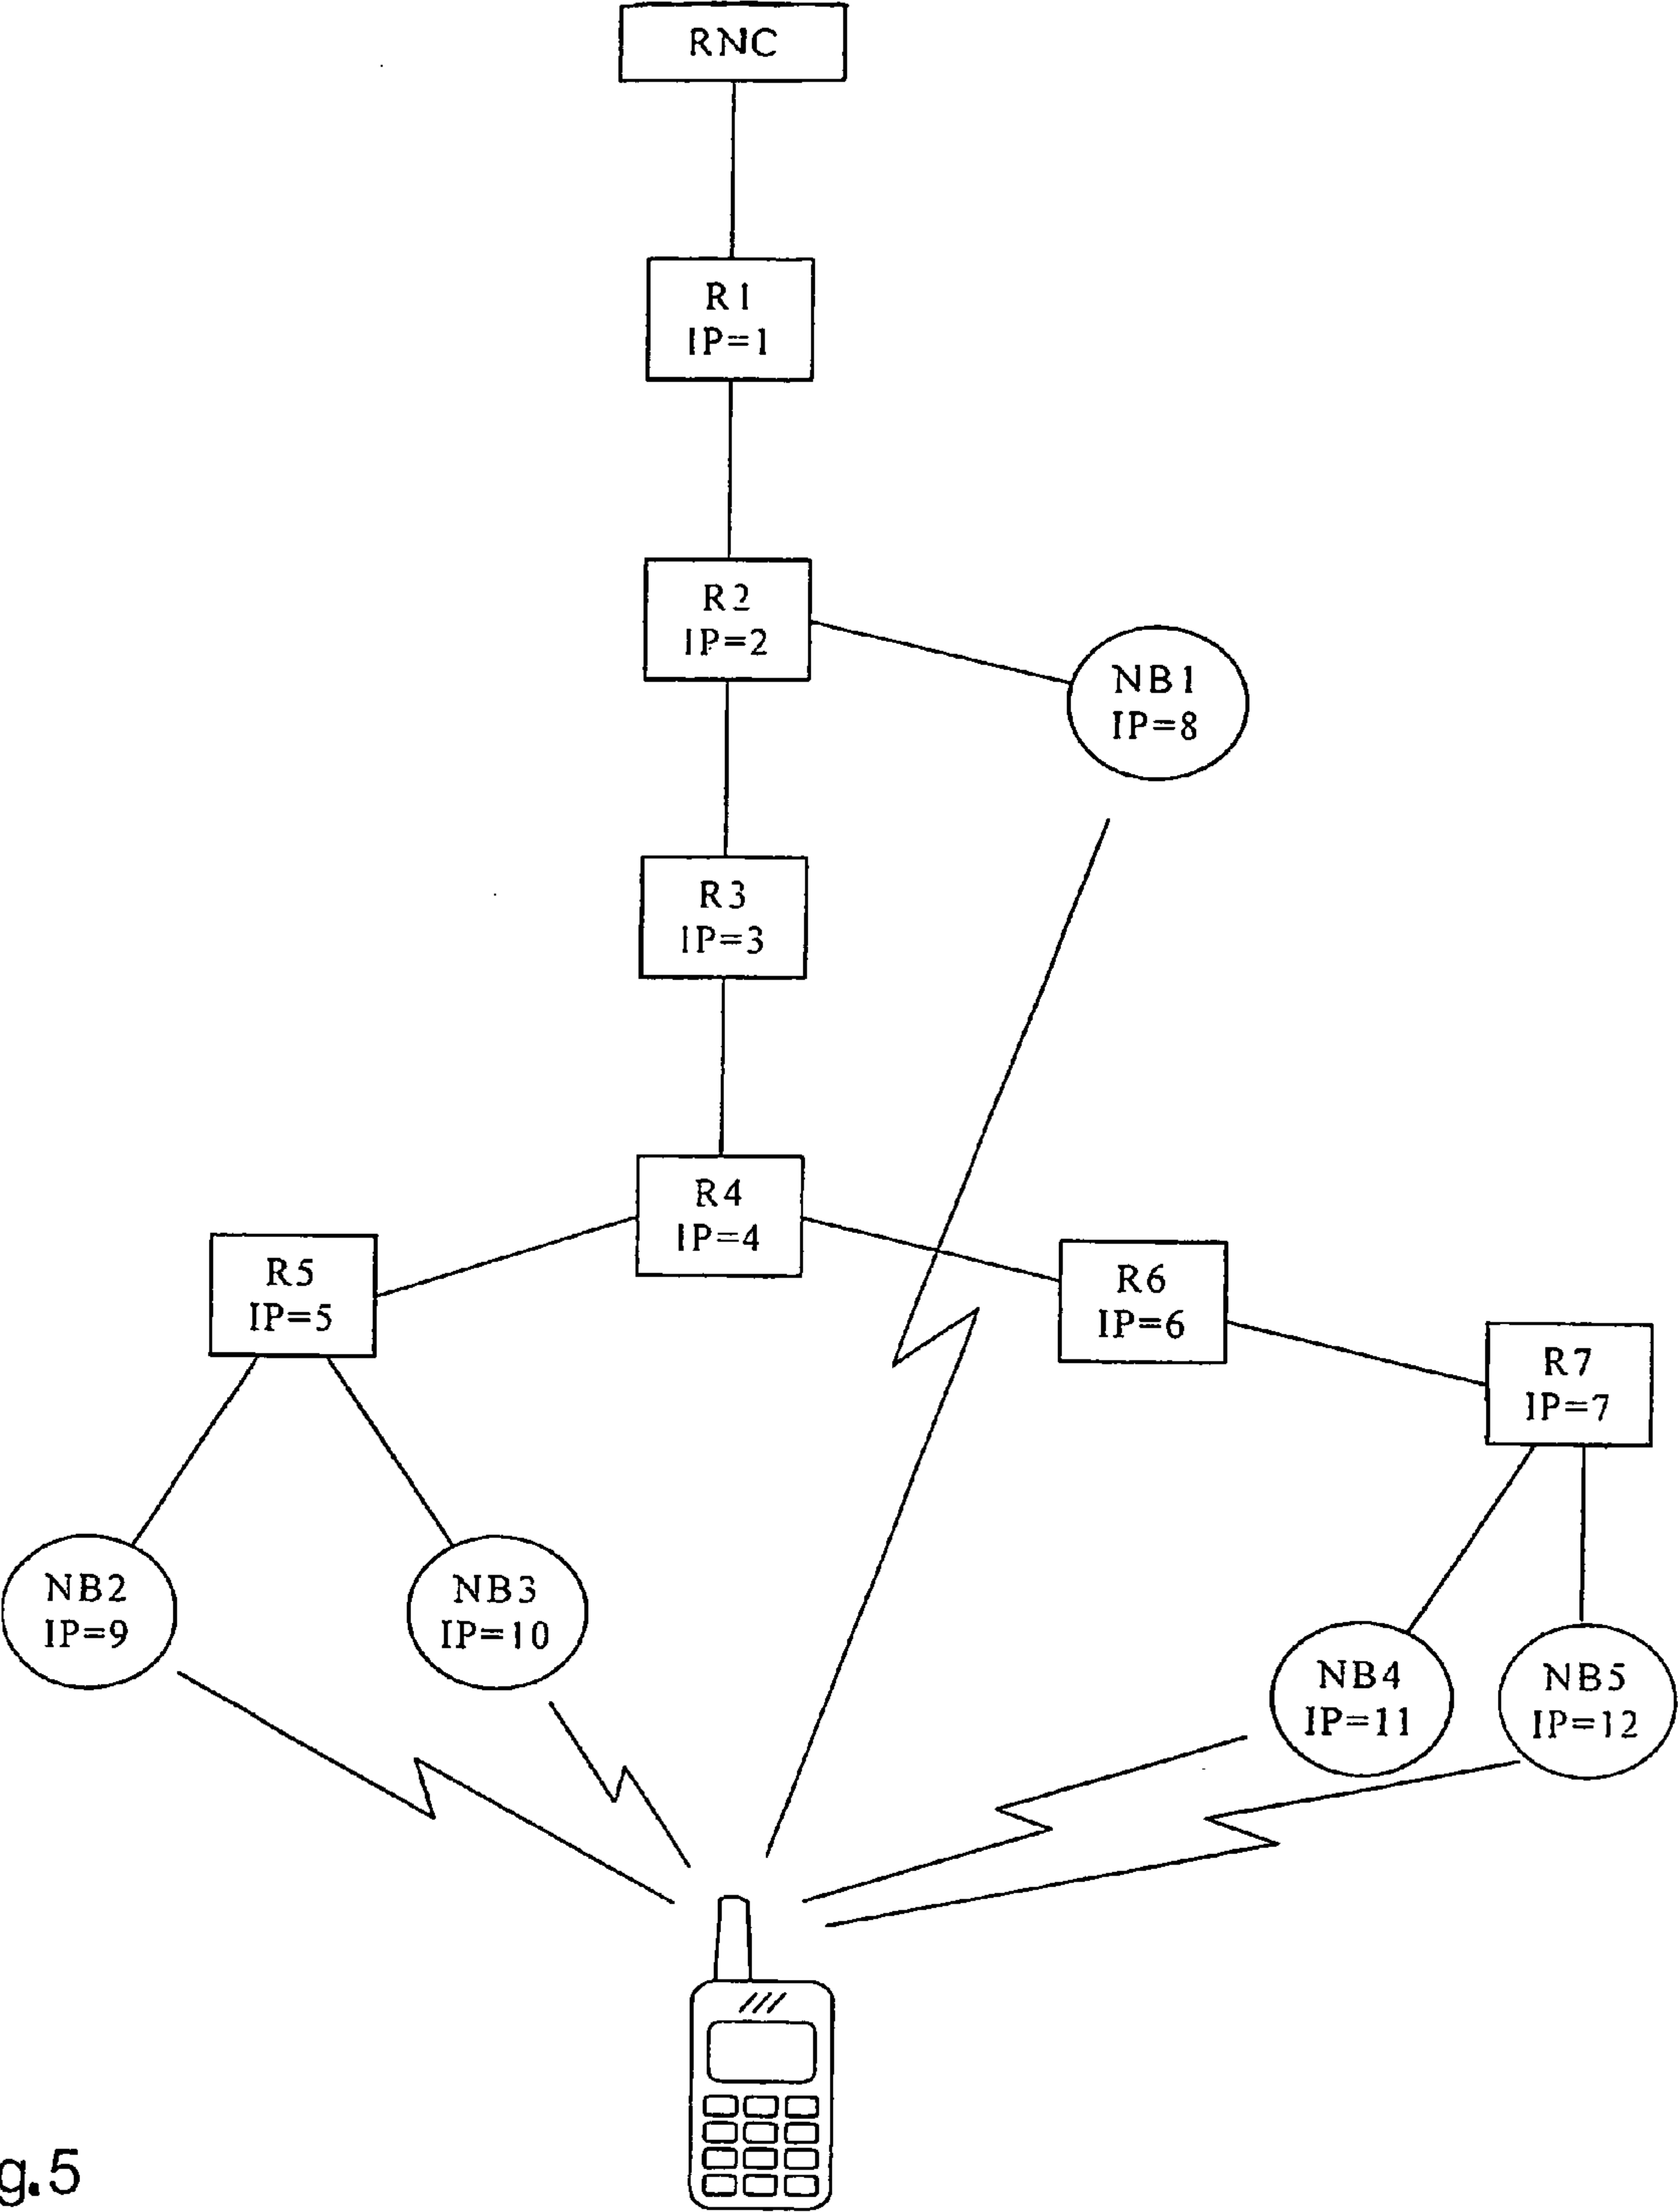 RNC
R1
IP=1
R2
IP=2
NB1
IP=8
R3
IP=3
R4
IP=4
R5
IP=5
R6
IP=6
R7
IP=7
NB2
IP=9
NB3
IP=10
NB4
IP=11
NB5
IP=12
g.5